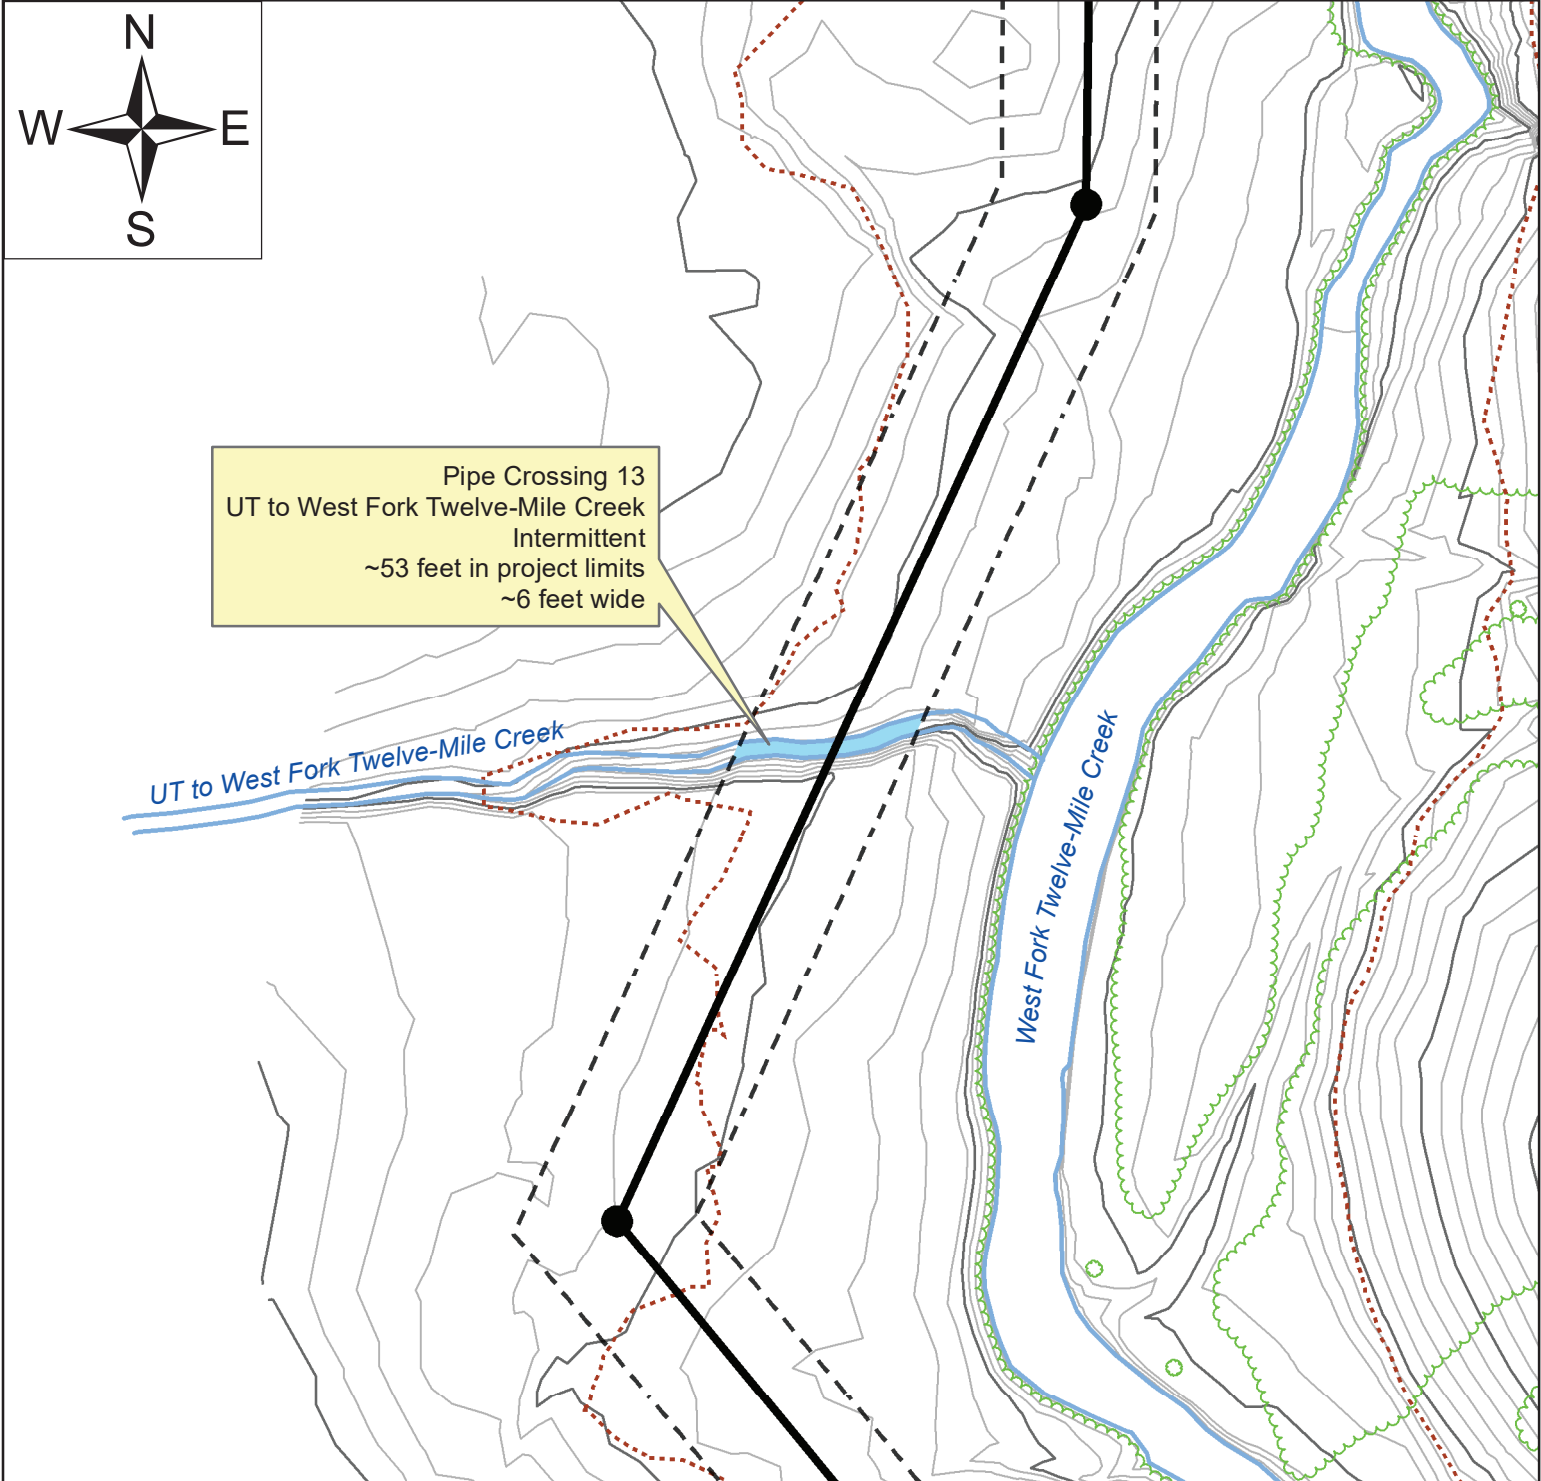 N
W E
S
Pipe Crossing 13
UT to West Fork Twelve-Mile Creek
Intermittent
~53 feet in project limits
~6 feet wide
UT to West Fork Twelve-Mile Creek
West Fork Twelve-Mile Creek